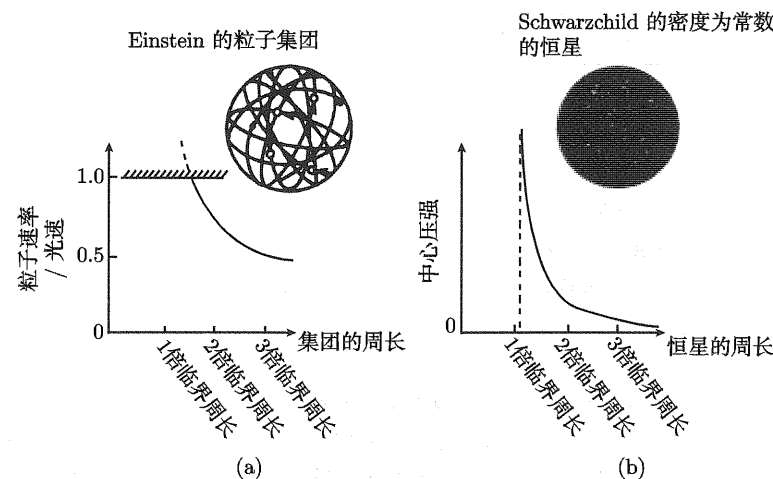 Einstein 的粒子集团
Schwarzchild 的密度为常数
的恒星
1.0
0.5
0
粒子速率
/ 光速
集团的周长
1倍临界周长
2倍临界周长
3倍临界周长
(a)
中心压强
0
恒星的周长
1倍临界周长
2倍临界周长
3倍临界周长
(b)